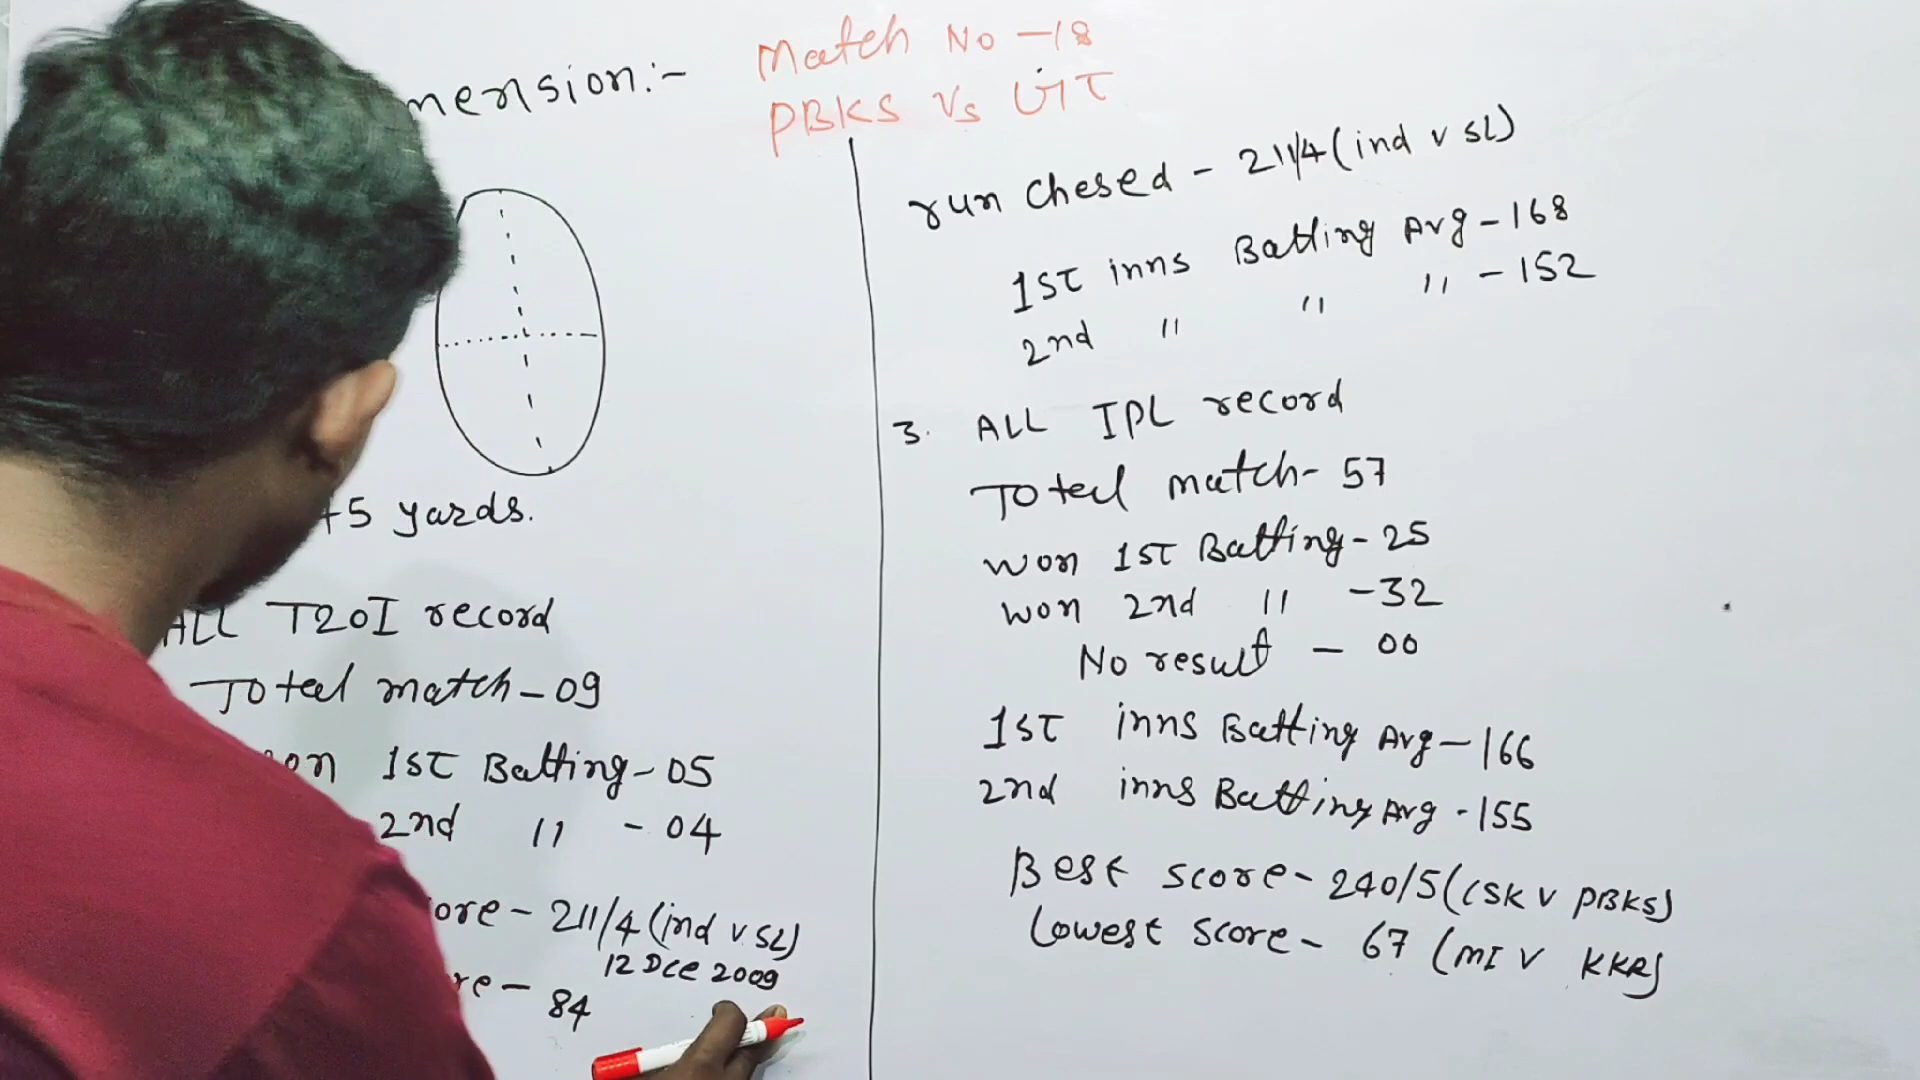 Match No - 18
PBKS Vs GT
mension:-
+5 yards.
ALL T20I record
Total match - 09
on 1st Batting - 05
2nd " - 04
ore - 211/4 (ind v SL)
12 Dce 2009
re - 84
run chesed - 211/4 (ind v SL)
1st inns Batting Avg - 168
2nd " " " - 152
3. ALL IPL record
Total match - 57
won 1st Batting - 25
won 2nd " - 32
No result - 00
1st inns Batting Avg - 166
2nd inns Batting Avg - 155
Best score - 240/5 (CSK v PBKS)
Lowest score - 67 (MI v KKR)